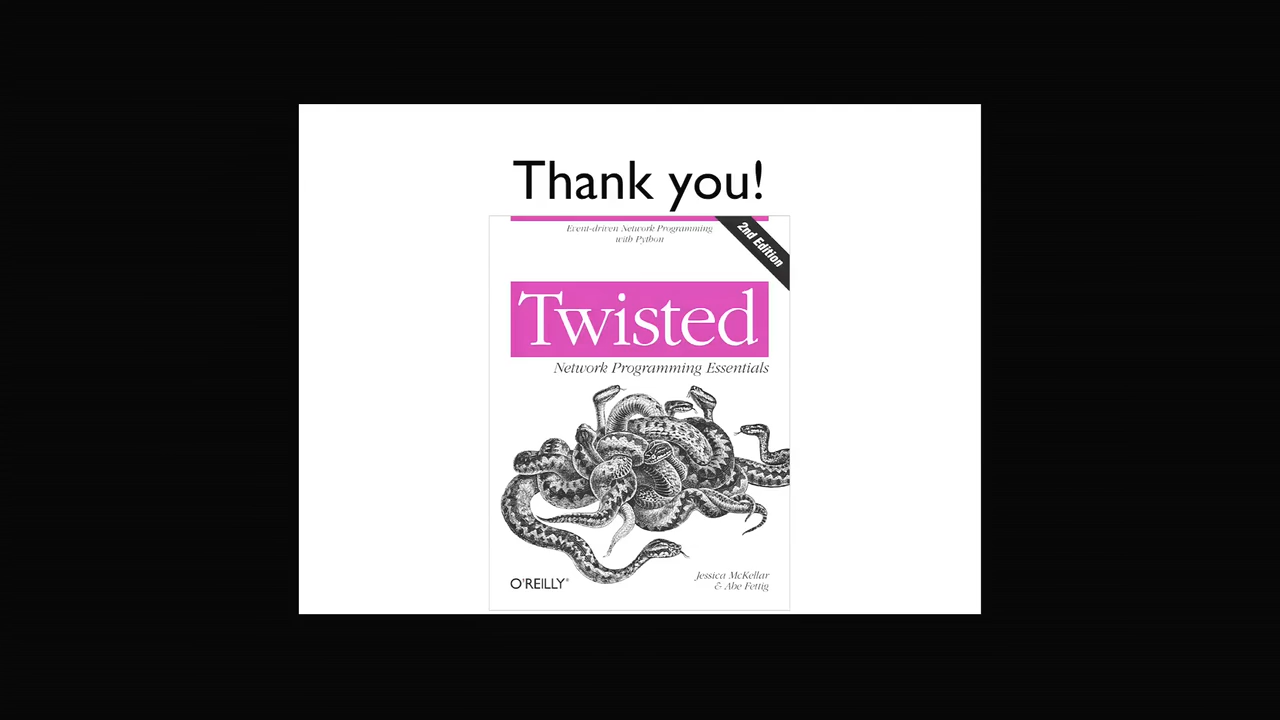 Thank you!
Event-driven Network Programming
with Python
2nd Edition
Twisted
Network Programming Essentials
O'REILLY®
Jessica McKellar
& Abe Fettig